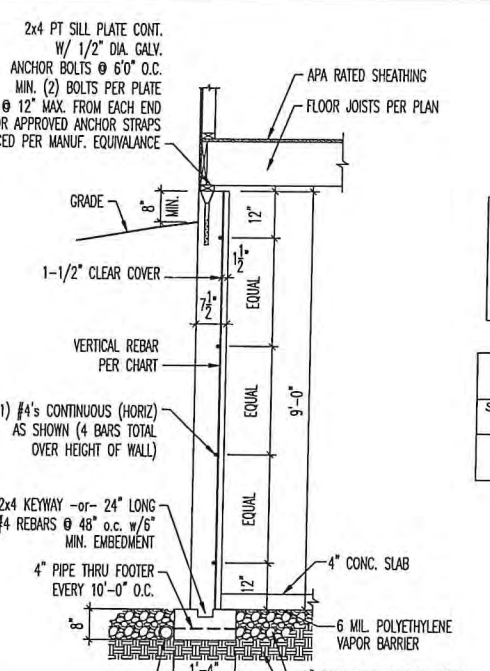 2x4 PT SILL PLATE CONT.
W/ 1/2" DIA. GALV.
ANCHOR BOLTS @ 6'0" O.C.
MIN. (2) BOLTS PER PLATE
@ 12" MAX. FROM EACH END
OR APPROVED ANCHOR STRAPS
PER MANUF. EQUIVALANCE
APA RATED SHEATHING
FLOOR JOISTS PER PLAN
GRADE
8"
MIN.
12"
1-1/2" CLEAR COVER
1 1/2"
7 1/2"
EQUAL
VERTICAL REBAR
PER CHART
1) #4's CONTINUOUS (HORIZ)
AS SHOWN (4 BARS TOTAL
OVER HEIGHT OF WALL)
EQUAL
9'-0"
2x4 KEYWAY -or- 24" LONG
#4 REBARS @ 48" o.c. w/6"
MIN. EMBEDMENT
EQUAL
4" PIPE THRU FOOTER
EVERY 10'-0" O.C.
12"
4" CONC. SLAB
8"
6 MIL. POLYETHYLENE
VAPOR BARRIER
1'-4"
S